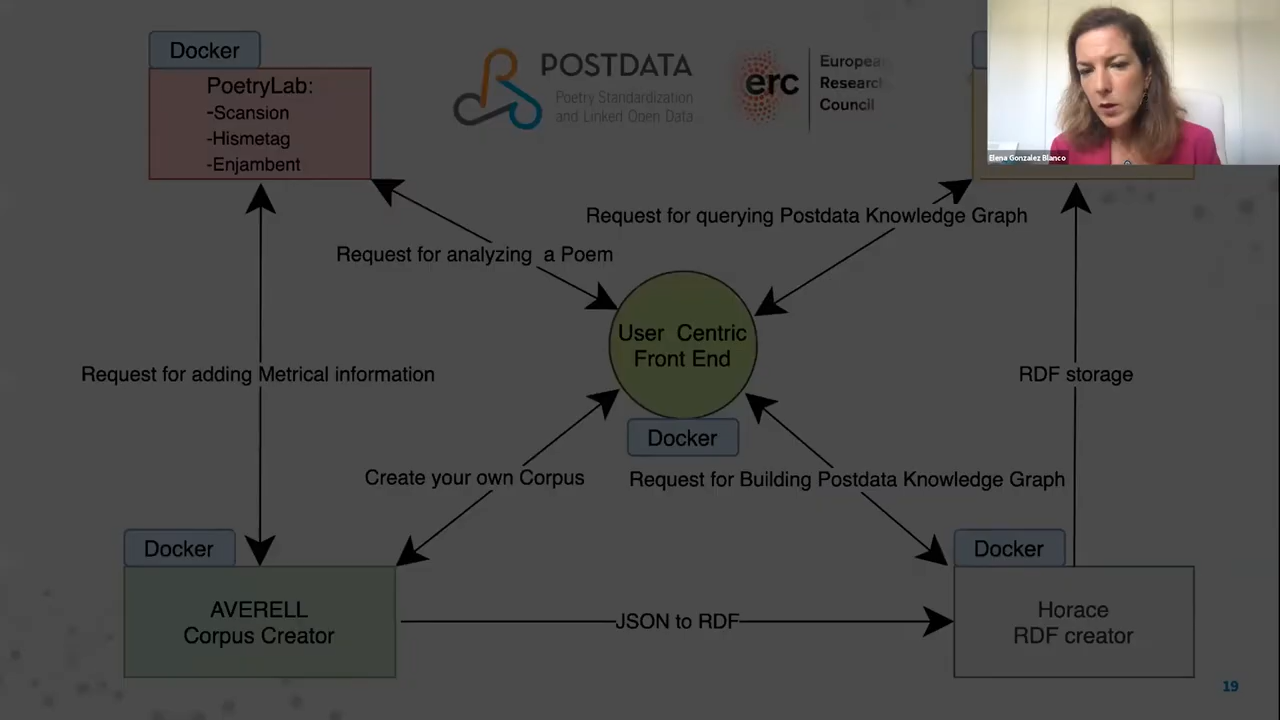 Docker
PoetryLab:
-Scansion
-Hismetag
-Enjambent
POSTDATA
Poetry Standardization
and Linked Open Data
erc
European
Research
Council
Elena Gonzalez Blanco
Request for querying Postdata Knowledge Graph
Request for analyzing a Poem
User Centric
Front End
Docker
Request for adding Metrical information
RDF storage
Create your own Corpus
Request for Building Postdata Knowledge Graph
Docker
AVERELL
Corpus Creator
JSON to RDF
Docker
Horace
RDF creator
19